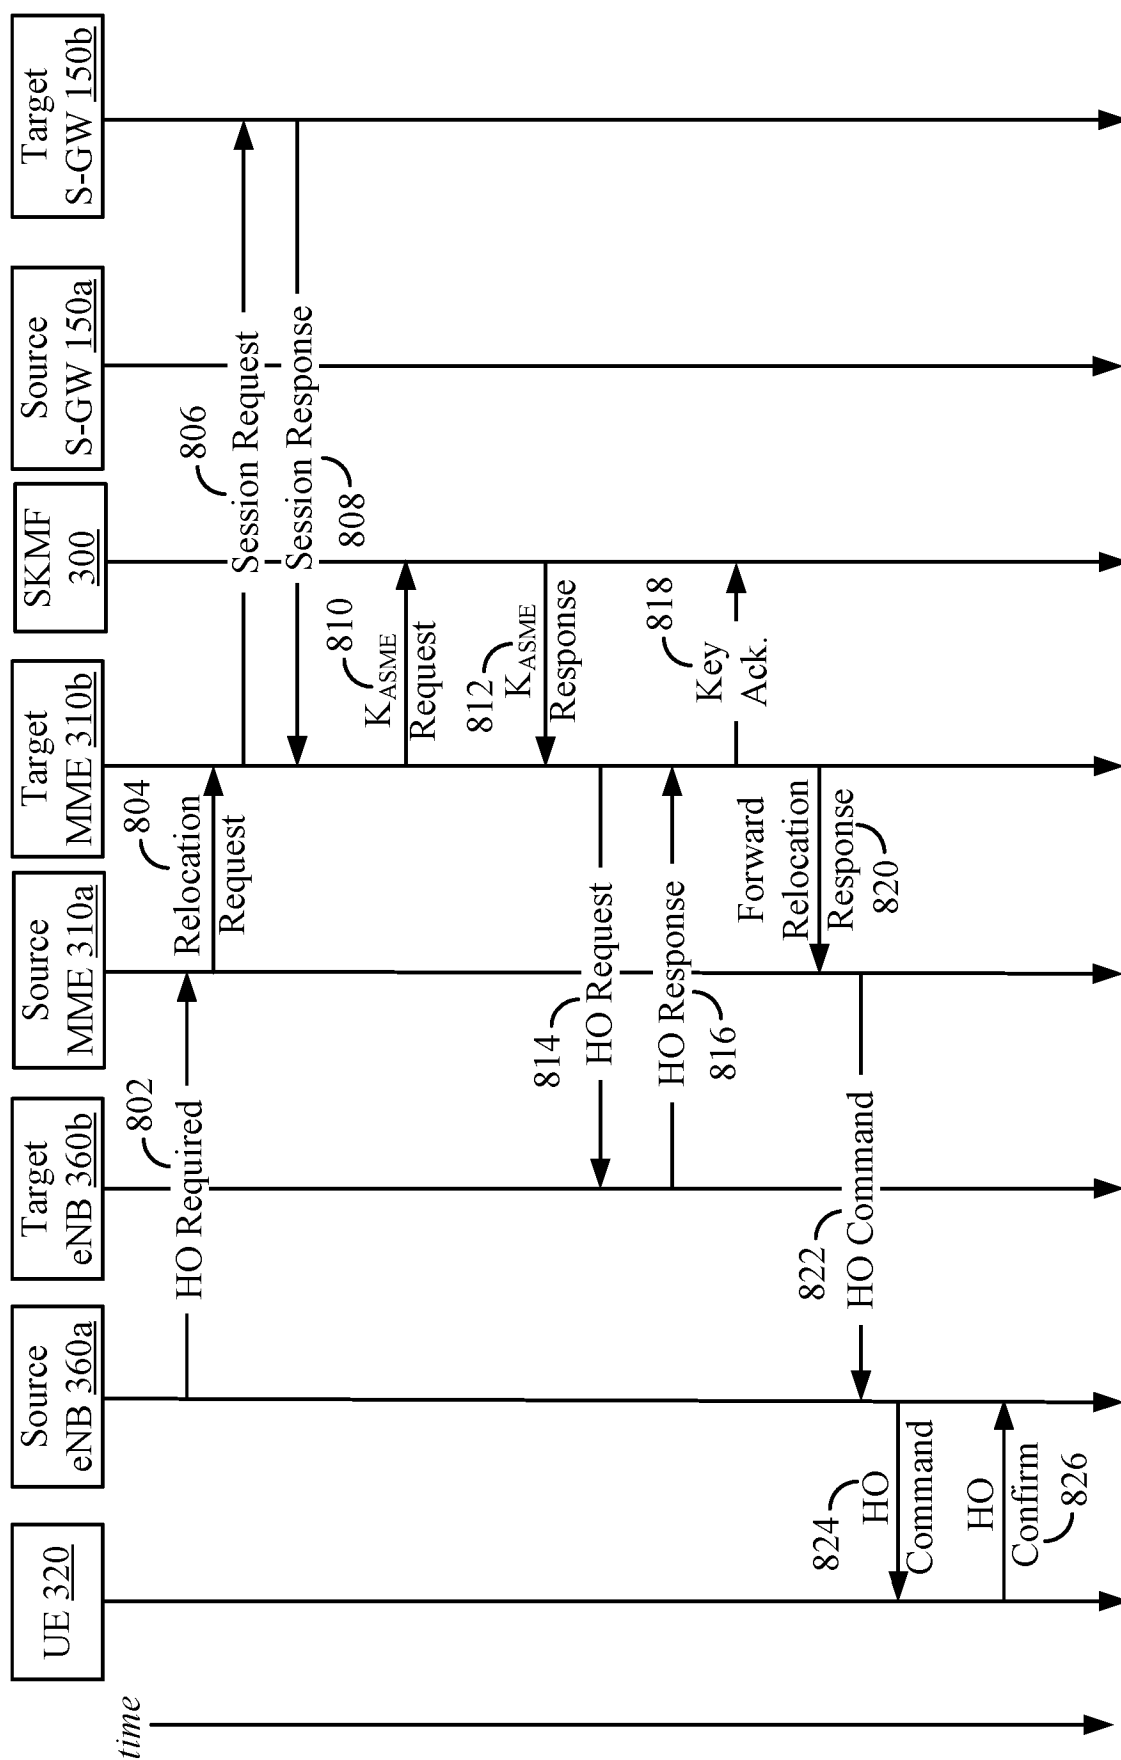 time
UE 320
Source
eNB 360a
Target
eNB 360b
Source
MME 310a
Target
MME 310b
SKMF
300
Source
S-GW 150a
Target
S-GW 150b
802
HO Required
804
Relocation
Request
806
Session Request
Session Response
808
810
KASME
Request
812
KASME
Response
814
HO Request
HO Response
816
818
Key
Ack.
Forward
Relocation
Response
820
822
HO Command
824
HO
Command
HO
Confirm
826